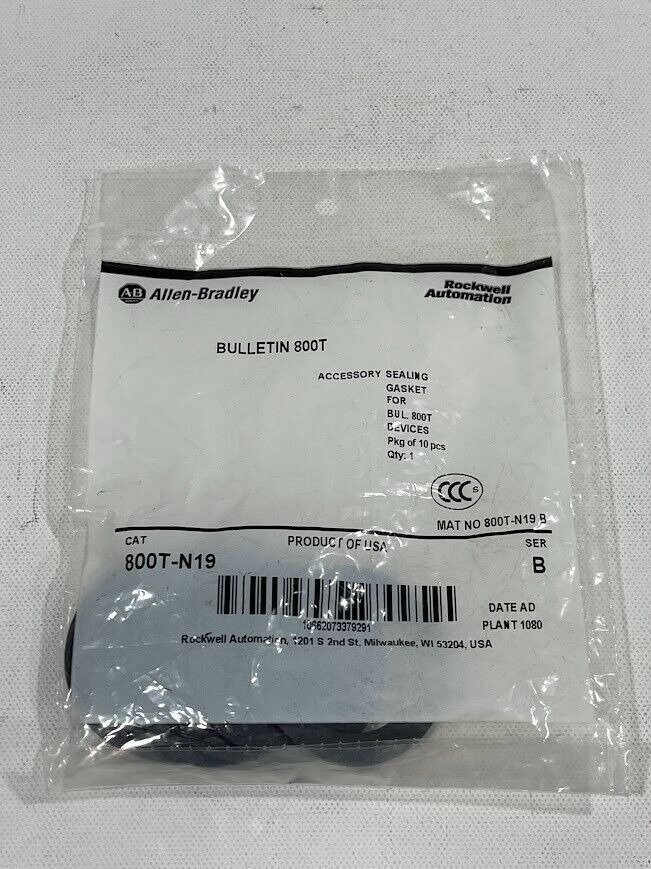 AB Allen-Bradley
Rockwell
Automation
BULLETIN 800T
ACCESSORY SEALING
GASKET
FOR
BUL. 800T
DEVICES
Pkg of 10 pcs
Qty: 1
CCC S
MAT NO 800T-N19 B
CAT
PRODUCT OF USA
SER
800T-N19
B
10662073379291
DATE AD
PLANT 1080
Rockwell Automation, 1201 S 2nd St, Milwaukee, WI 53204, USA